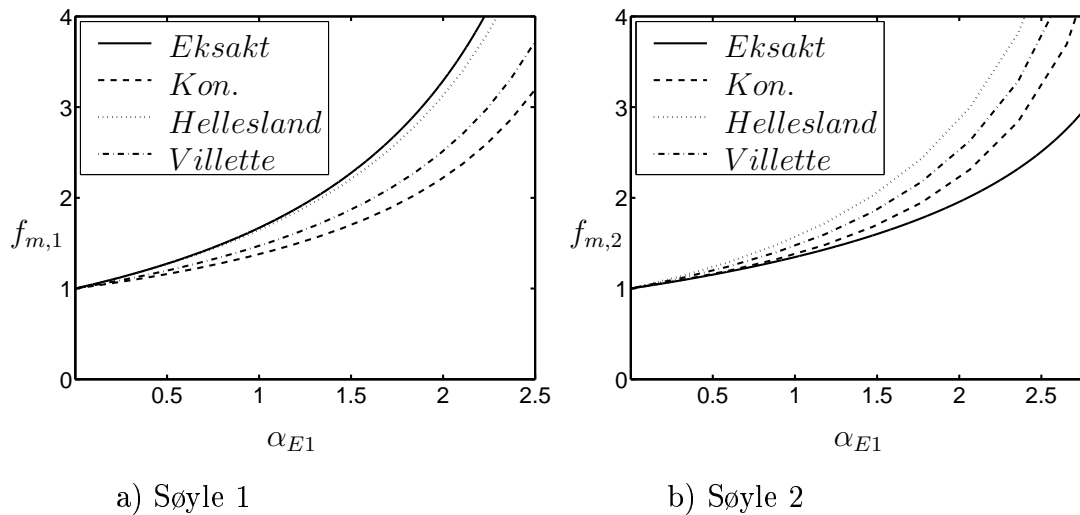 4
3
2
1
0
f_{m,1}
Eksakt
Kon.
Hellesland
Villette
0.5 1 1.5 2 2.5
α_{E1}
a) Søyle 1
4
3
2
1
0
f_{m,2}
Eksakt
Kon.
Hellesland
Villette
0.5 1 1.5 2 2.5
α_{E1}
b) Søyle 2